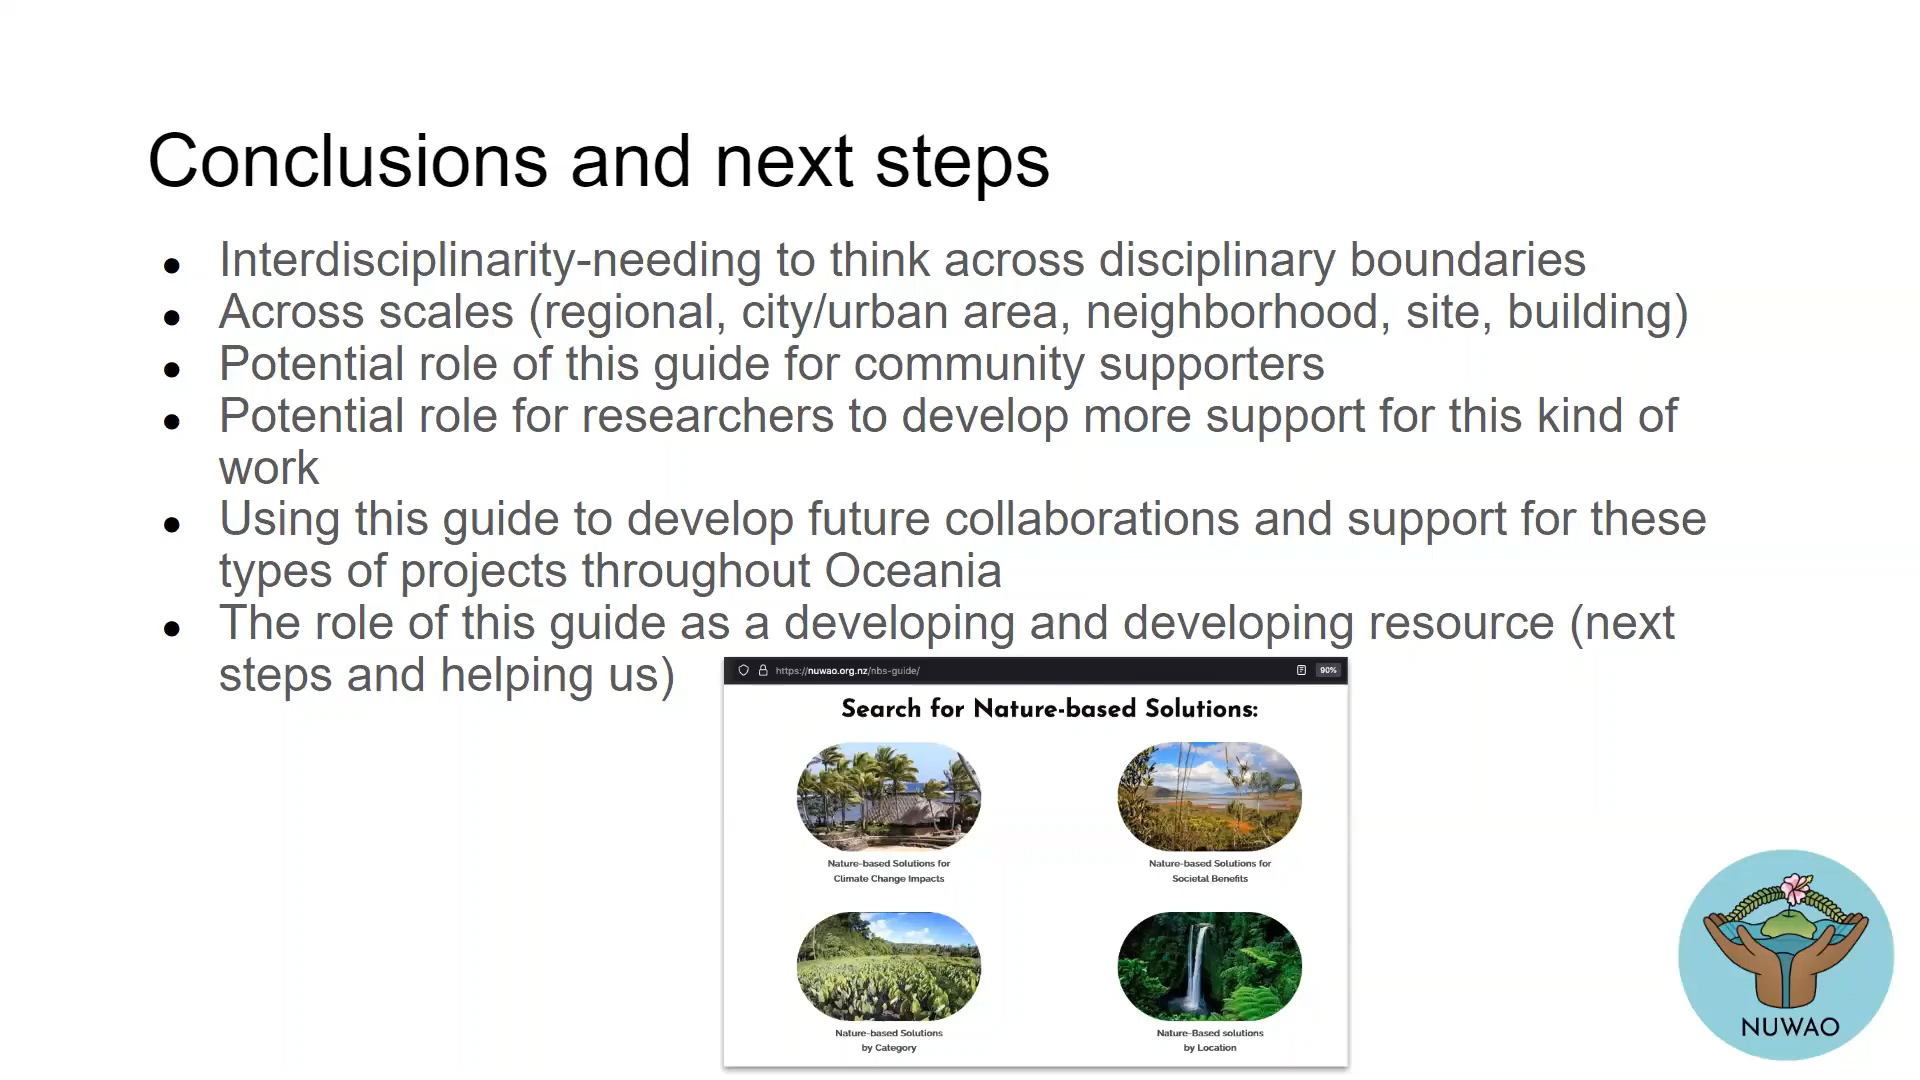 Conclusions and next steps
● Interdisciplinarity-needing to think across disciplinary boundaries
● Across scales (regional, city/urban area, neighborhood, site, building)
● Potential role of this guide for community supporters
● Potential role for researchers to develop more support for this kind of
work
● Using this guide to develop future collaborations and support for these
types of projects throughout Oceania
● The role of this guide as a developing and developing resource (next
steps and helping us)
https://nuwao.org.nz/nbs-guide/
90%
Search for Nature-based Solutions:
Nature-based Solutions for
Climate Change Impacts
Nature-based Solutions for
Societal Benefits
Nature-based Solutions
by Category
Nature-Based solutions
by Location
NUWAO